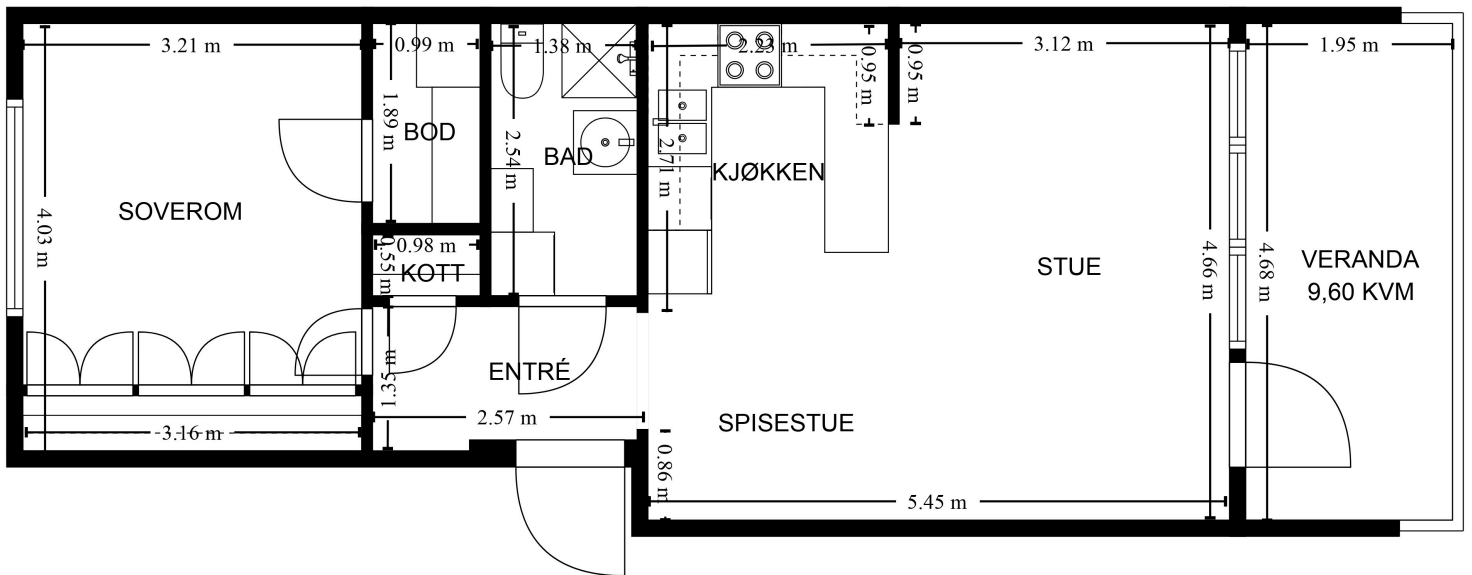 3.21 m
0.99 m
1.38 m
2.23 m
3.12 m
1.95 m
0.95 m
0.95 m
1.89 m
BOD
2.54 m
BAD
2.71 m
KJØKKEN
SOVEROM
4.03 m
0.98 m
0.55 m
KOTT
STUE
4.66 m
4.68 m
VERANDA
9,60 KVM
1.35 m
ENTRÉ
2.57 m
SPISESTUE
3.16 m
0.86 m
5.45 m